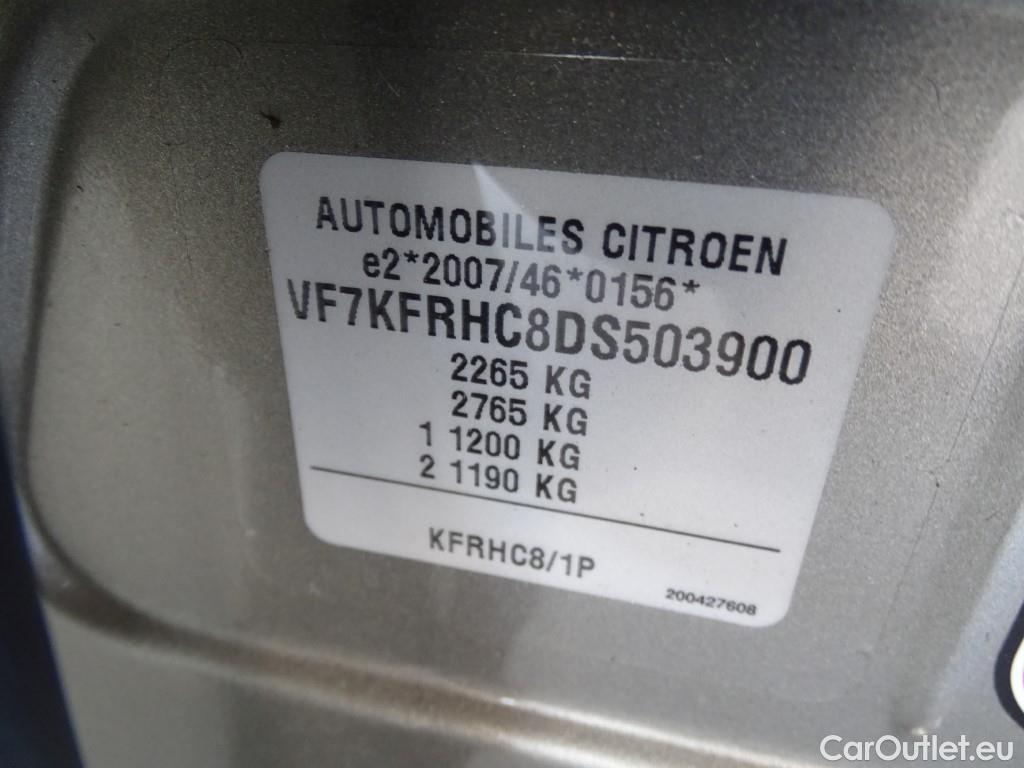 AUTOMOBILES CITROEN
e2*2007/46*0156*
VF7KFRHC8DS503900
2265 KG
2765 KG
1 1200 KG
2 1190 KG
KFRHC8/1P
200427608
CarOutlet.eu